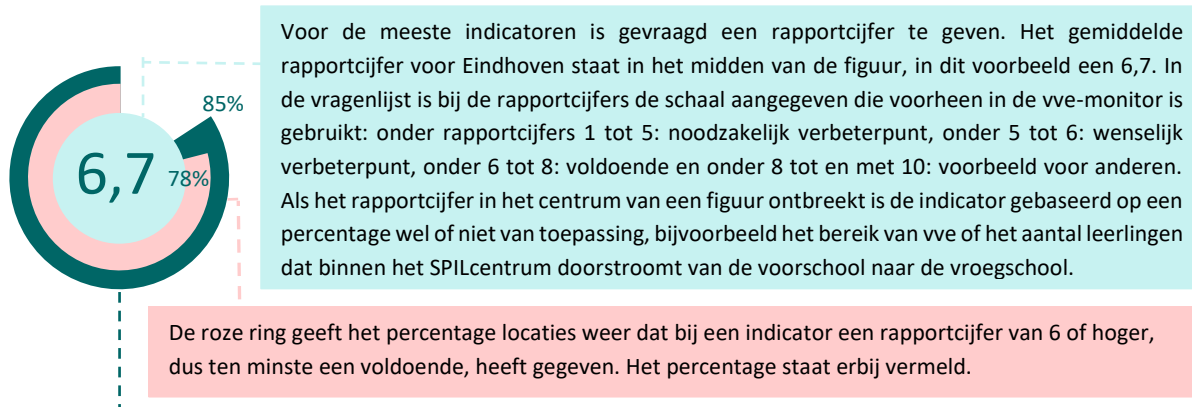 85%
6,7
78%
Voor de meeste indicatoren is gevraagd een rapportcijfer te geven. Het gemiddelde
rapportcijfer voor Eindhoven staat in het midden van de figuur, in dit voorbeeld een 6,7. In
de vragenlijst is bij de rapportcijfers de schaal aangegeven die voorheen in de vve-monitor is
gebruikt: onder rapportcijfers 1 tot 5: noodzakelijk verbeterpunt, onder 5 tot 6: wenselijk
verbeterpunt, onder 6 tot 8: voldoende en onder 8 tot en met 10: voorbeeld voor anderen.
Als het rapportcijfer in het centrum van een figuur ontbreekt is de indicator gebaseerd op een
percentage wel of niet van toepassing, bijvoorbeeld het bereik van vve of het aantal leerlingen
dat binnen het SPILcentrum doorstroomt van de voorschool naar de vroegschool.
De roze ring geeft het percentage locaties weer dat bij een indicator een rapportcijfer van 6 of hoger,
dus ten minste een voldoende, heeft gegeven. Het percentage staat erbij vermeld.